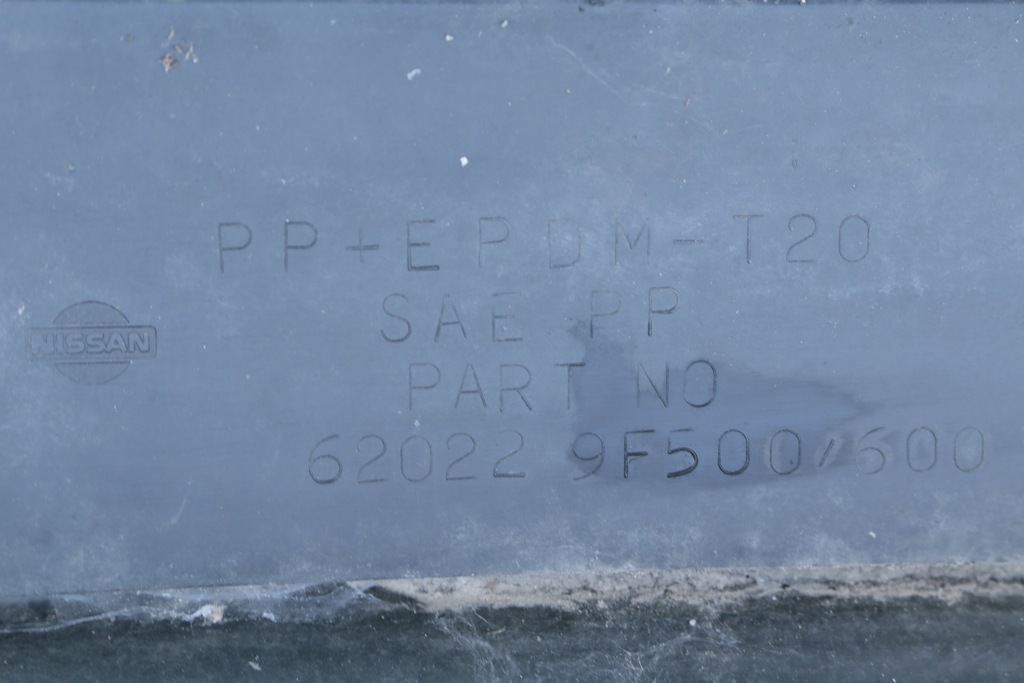 PP+EPDM-T20
SAE PP
NISSAN
PART NO
62022 9F500/600